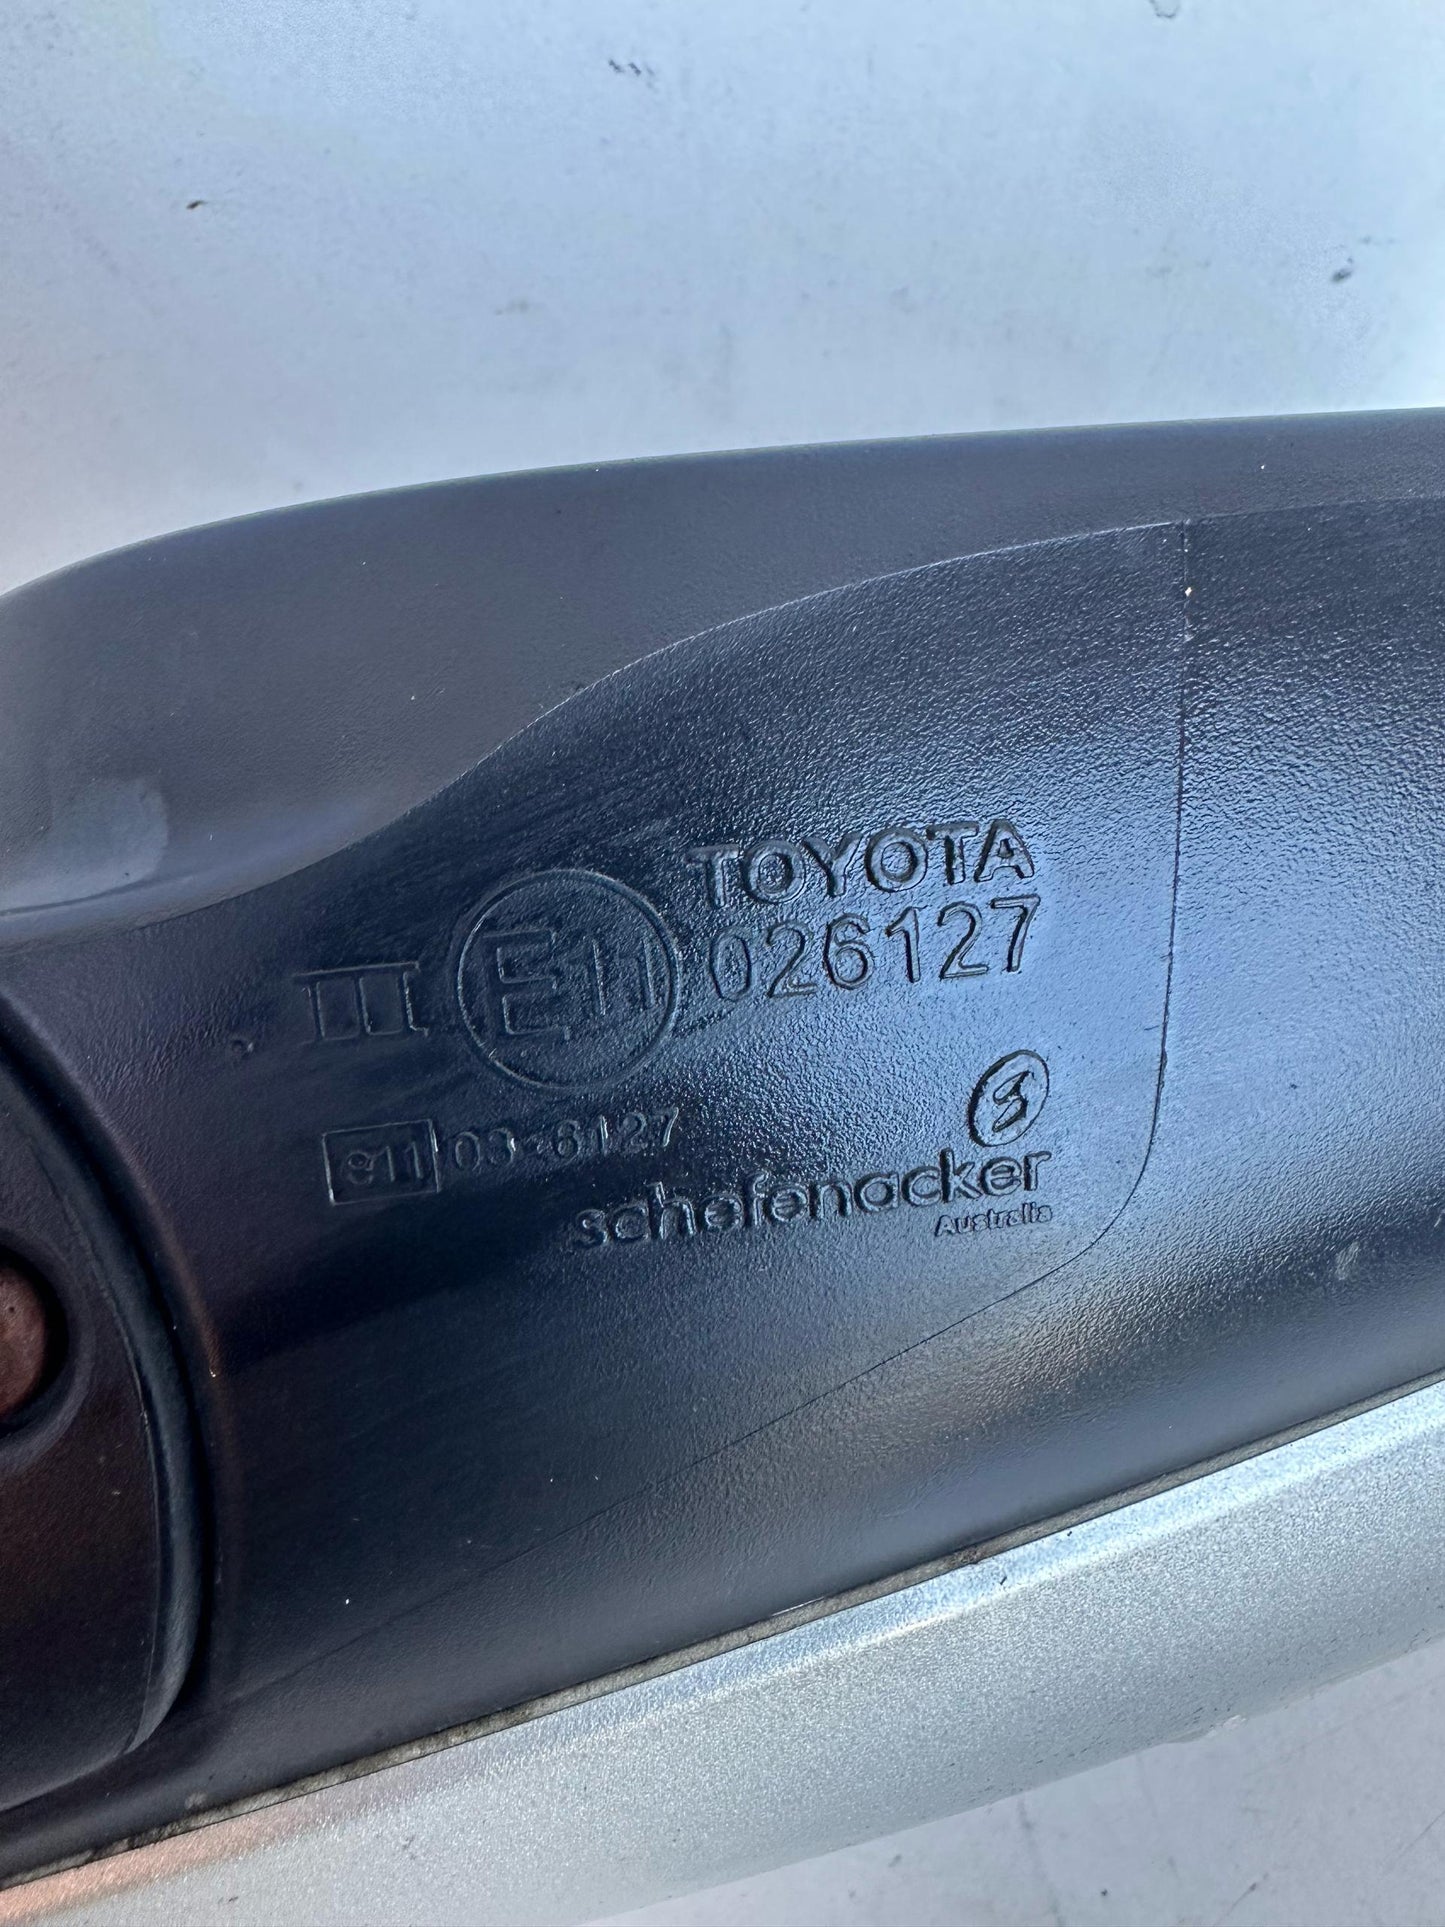 TOYOTA
III E11 026127
e11 03-6127
schefenacker
Australia